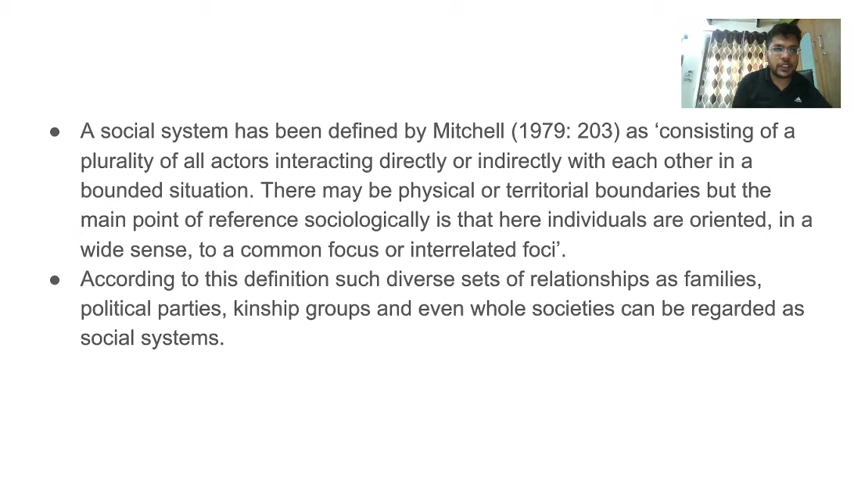 ● A social system has been defined by Mitchell (1979: 203) as ‘consisting of a
plurality of all actors interacting directly or indirectly with each other in a
bounded situation. There may be physical or territorial boundaries but the
main point of reference sociologically is that here individuals are oriented, in a
wide sense, to a common focus or interrelated foci’.
● According to this definition such diverse sets of relationships as families,
political parties, kinship groups and even whole societies can be regarded as
social systems.